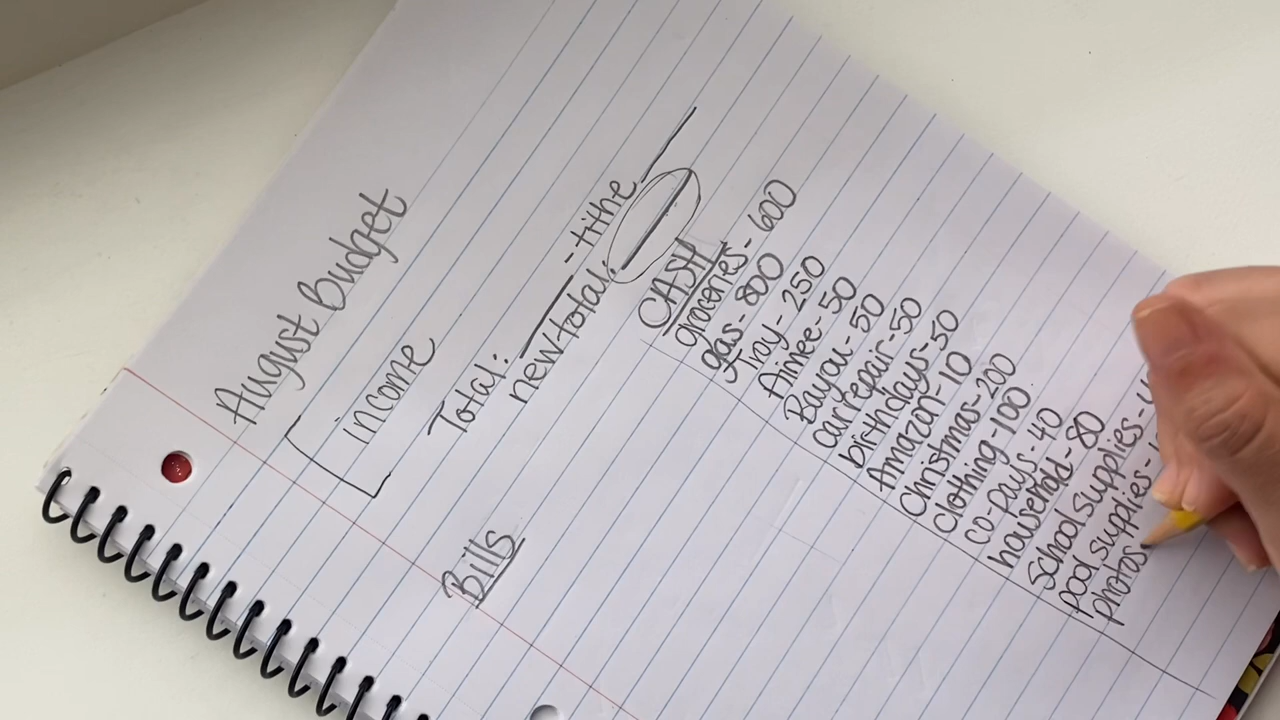 August Budget
income
Total: - tithe
new total:
Bills
CASH
groceries - 600
gas - 800
Tray - 250
Aimee - 50
Bayou - 50
car repair - 50
birthdays - 50
Amazon - 10
Christmas - 200
clothing - 100
co-pays - 40
household - 80
school supplies -
pool supplies -
photos